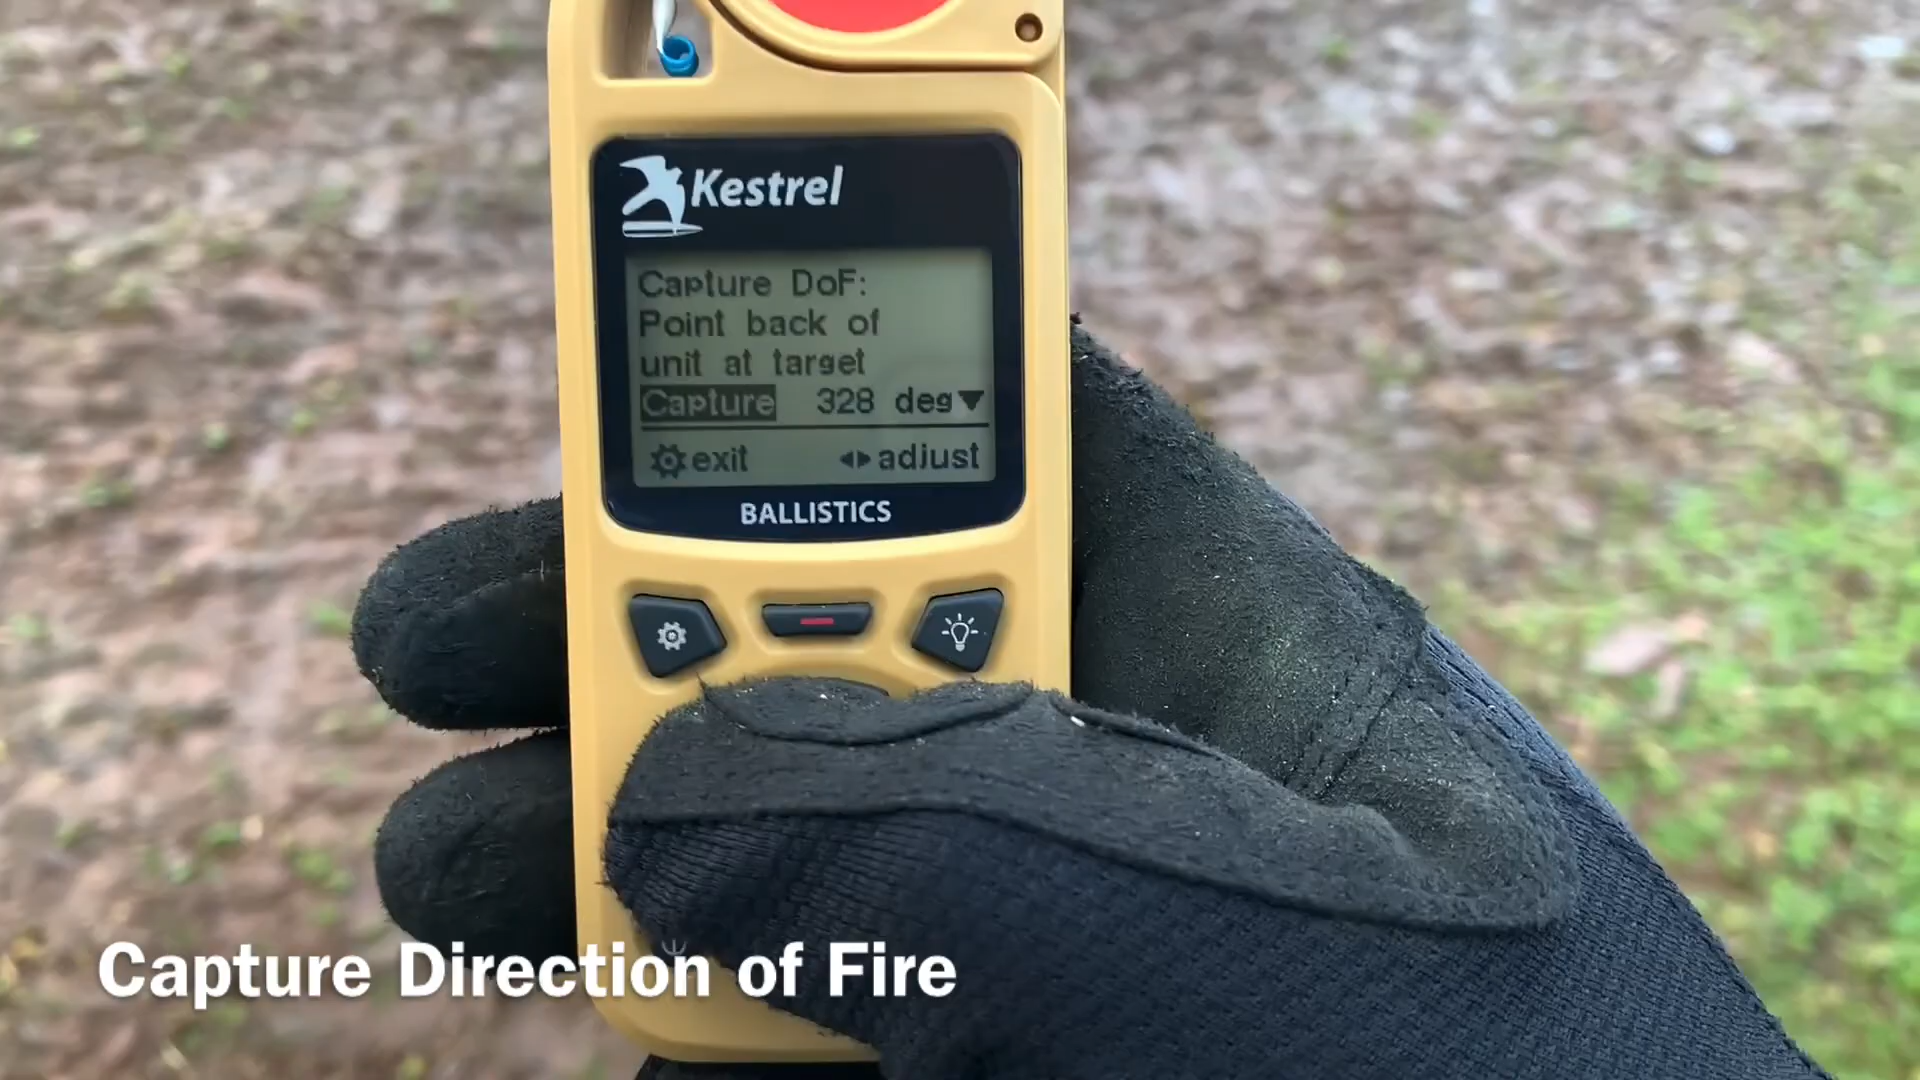 Kestrel
Capture DoF:
Point back of
unit at target
Capture 328 deg
exit adjust
BALLISTICS
Capture Direction of Fire